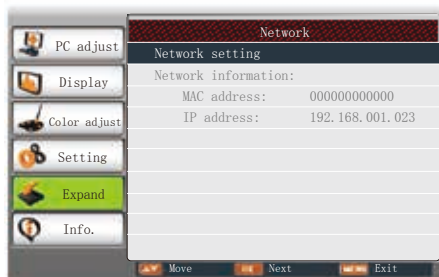 Network
PC adjust
Network setting
Display
Network information:
MAC address: 000000000000
Color adjust
IP address: 192.168.001.023
Setting
Expand
Info.
Move Next Exit